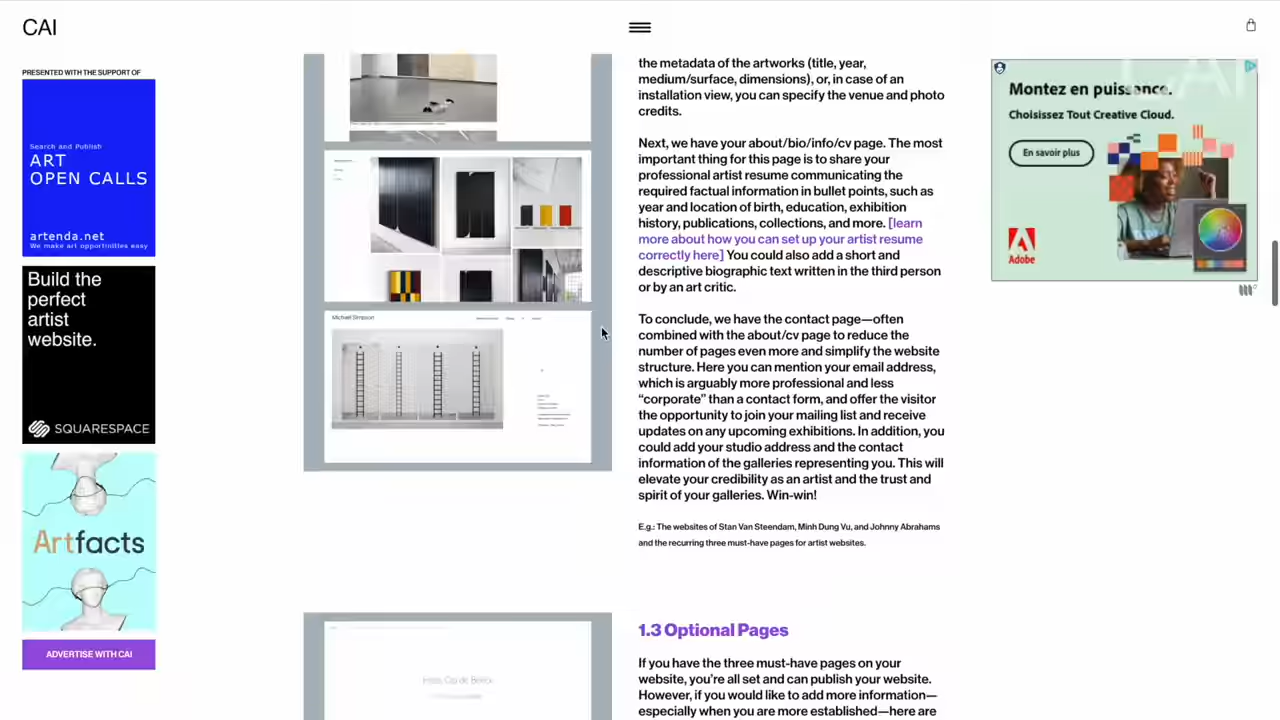 CAI
PRESENTED WITH THE SUPPORT OF
Search and Publish
ART
OPEN CALLS
artenda.net
We make art opportinities easy
Build the
perfect
artist
website.
SQUARESPACE
Artfacts
ADVERTISE WITH CAI
Michael Simpson
the metadata of the artworks (title, year,
medium/surface, dimensions), or, in case of an
installation view, you can specify the venue and photo
credits.
Next, we have your about/bio/info/cv page. The most
important thing for this page is to share your
professional artist resume communicating the
required factual information in bullet points, such as
year and location of birth, education, exhibition
history, publications, collections, and more. [learn
more about how you can set up your artist resume
correctly here] You could also add a short and
descriptive biographic text written in the third person
or by an art critic.
To conclude, we have the contact page—often
combined with the about/cv page to reduce the
number of pages even more and simplify the website
structure. Here you can mention your email address,
which is arguably more professional and less
“corporate” than a contact form, and offer the visitor
the opportunity to join your mailing list and receive
updates on any upcoming exhibitions. In addition, you
could add your studio address and the contact
information of the galleries representing you. This will
elevate your credibility as an artist and the trust and
spirit of your galleries. Win-win!
E.g.: The websites of Stan Van Steendam, Minh Dung Vu, and Johnny Abrahams
and the recurring three must-have pages for artist websites.
1.3 Optional Pages
If you have the three must-have pages on your
website, you’re all set and can publish your website.
However, if you would like to add more information—
especially when you are more established—here are
CAI
Montez en puissance.
Choisissez Tout Creative Cloud.
En savoir plus
Adobe